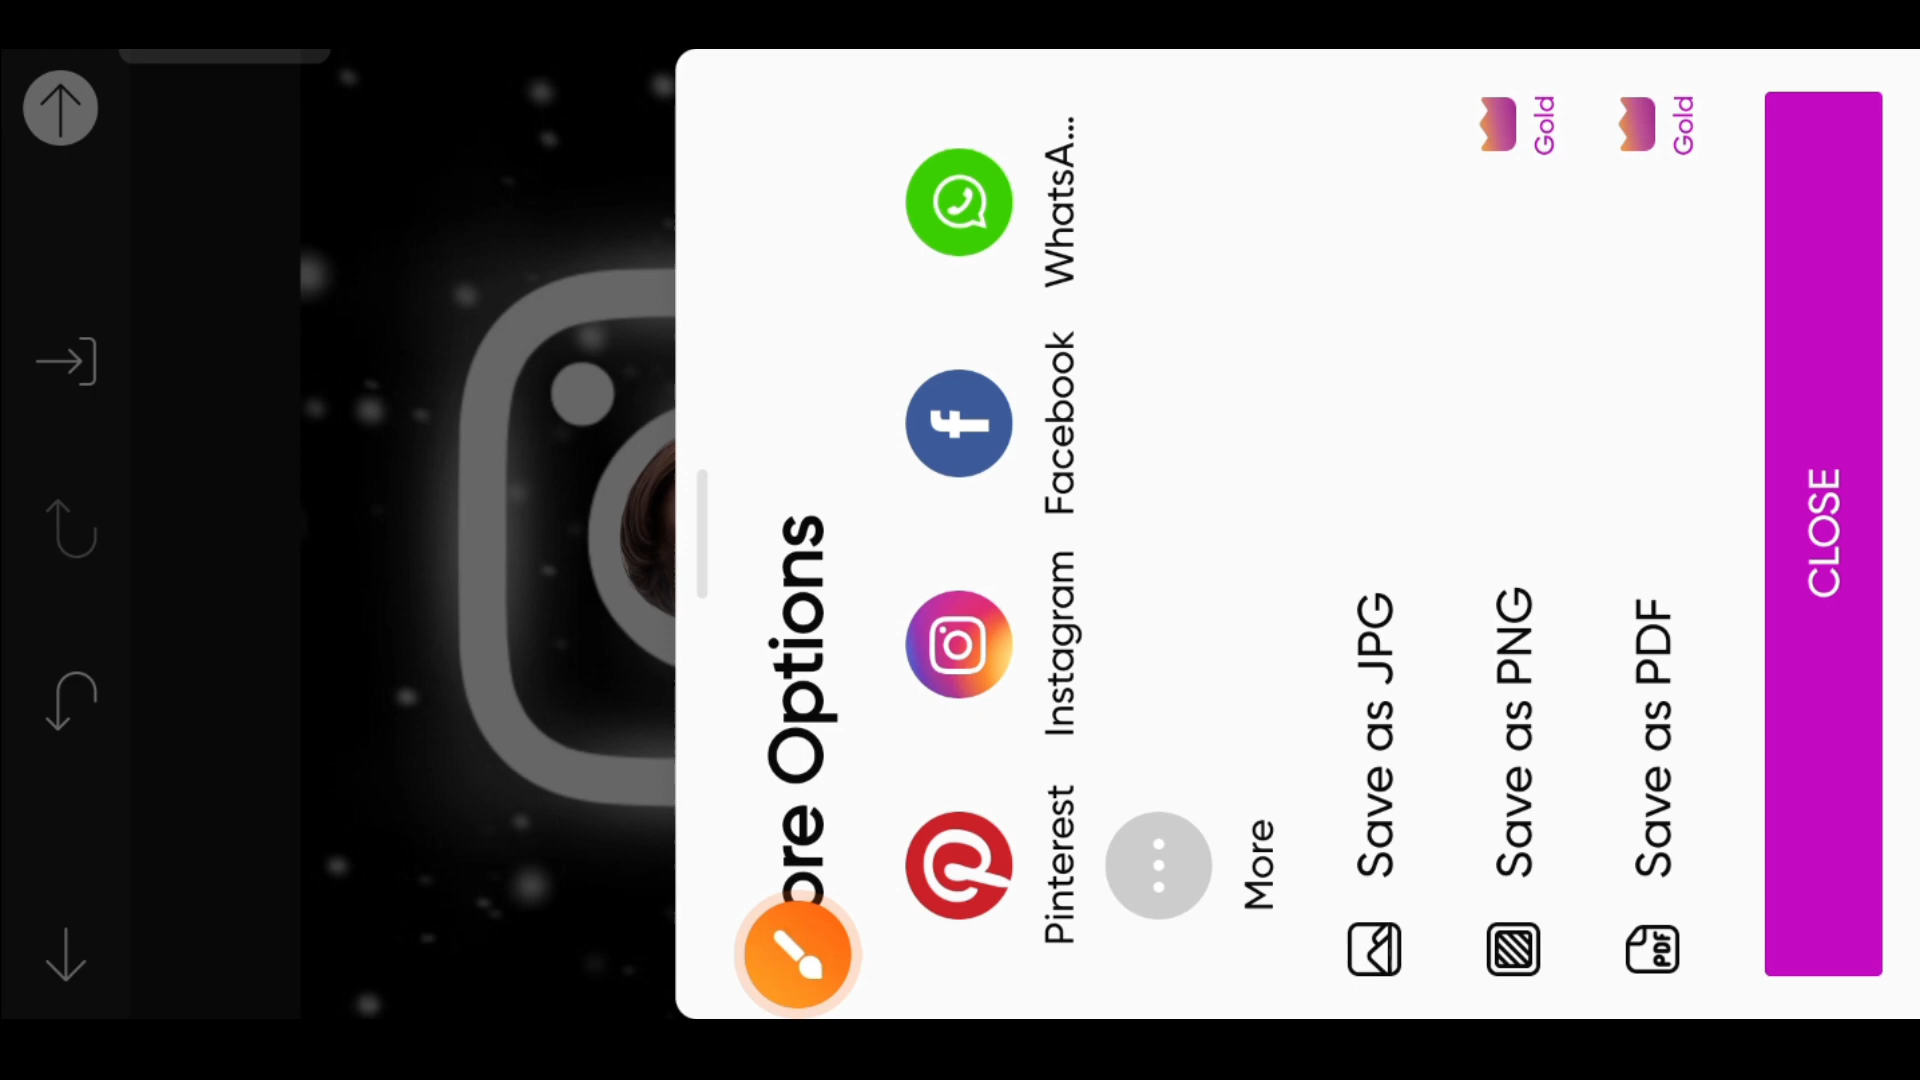 ore Options
Pinterest Instagram Facebook WhatsA...
More
Save as JPG
Save as PNG Gold
PDF Save as PDF Gold
CLOSE